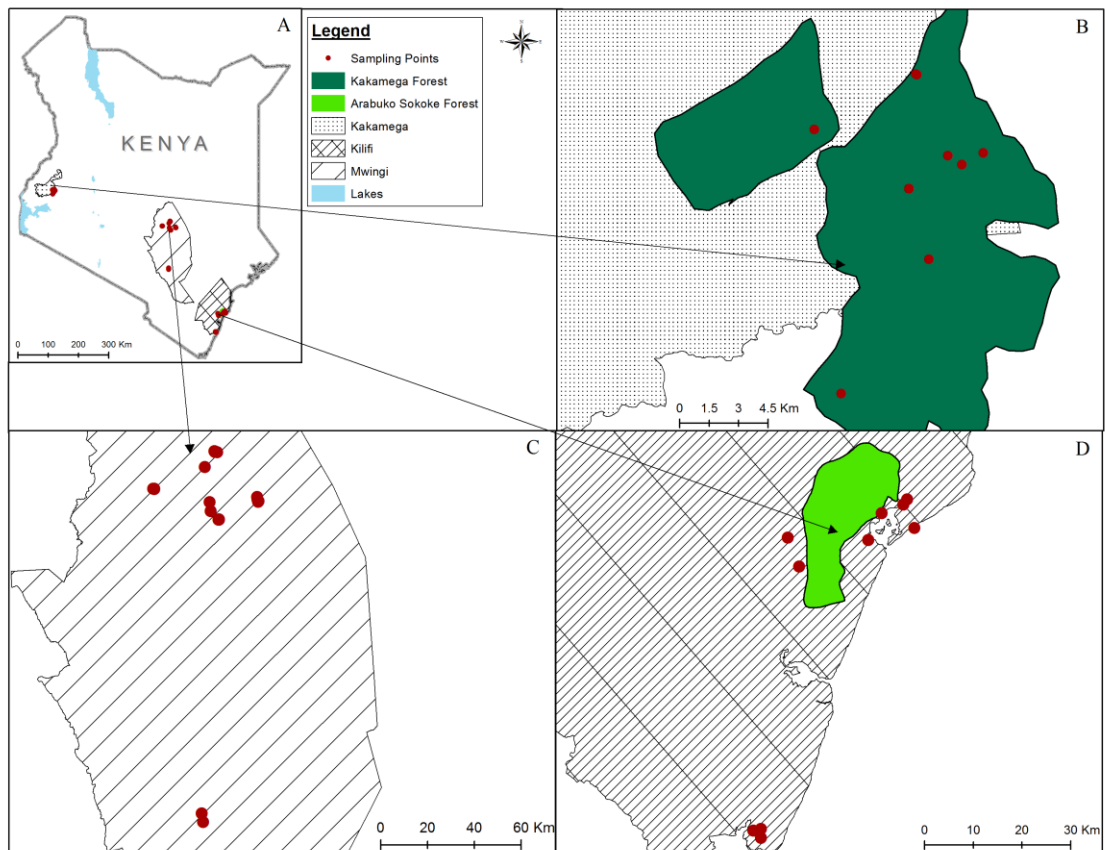 A
KENYA
0 50 100 200 300 Km
Legend
Sampling Points
Kakamega Forest
Arabuko Sokoke Forest
Kakamega
Kilifi
Mwingi
Lakes
B
0 1.5 3 4.5 Km
C
0 20 40 60 Km
D
0 10 20 30 Km